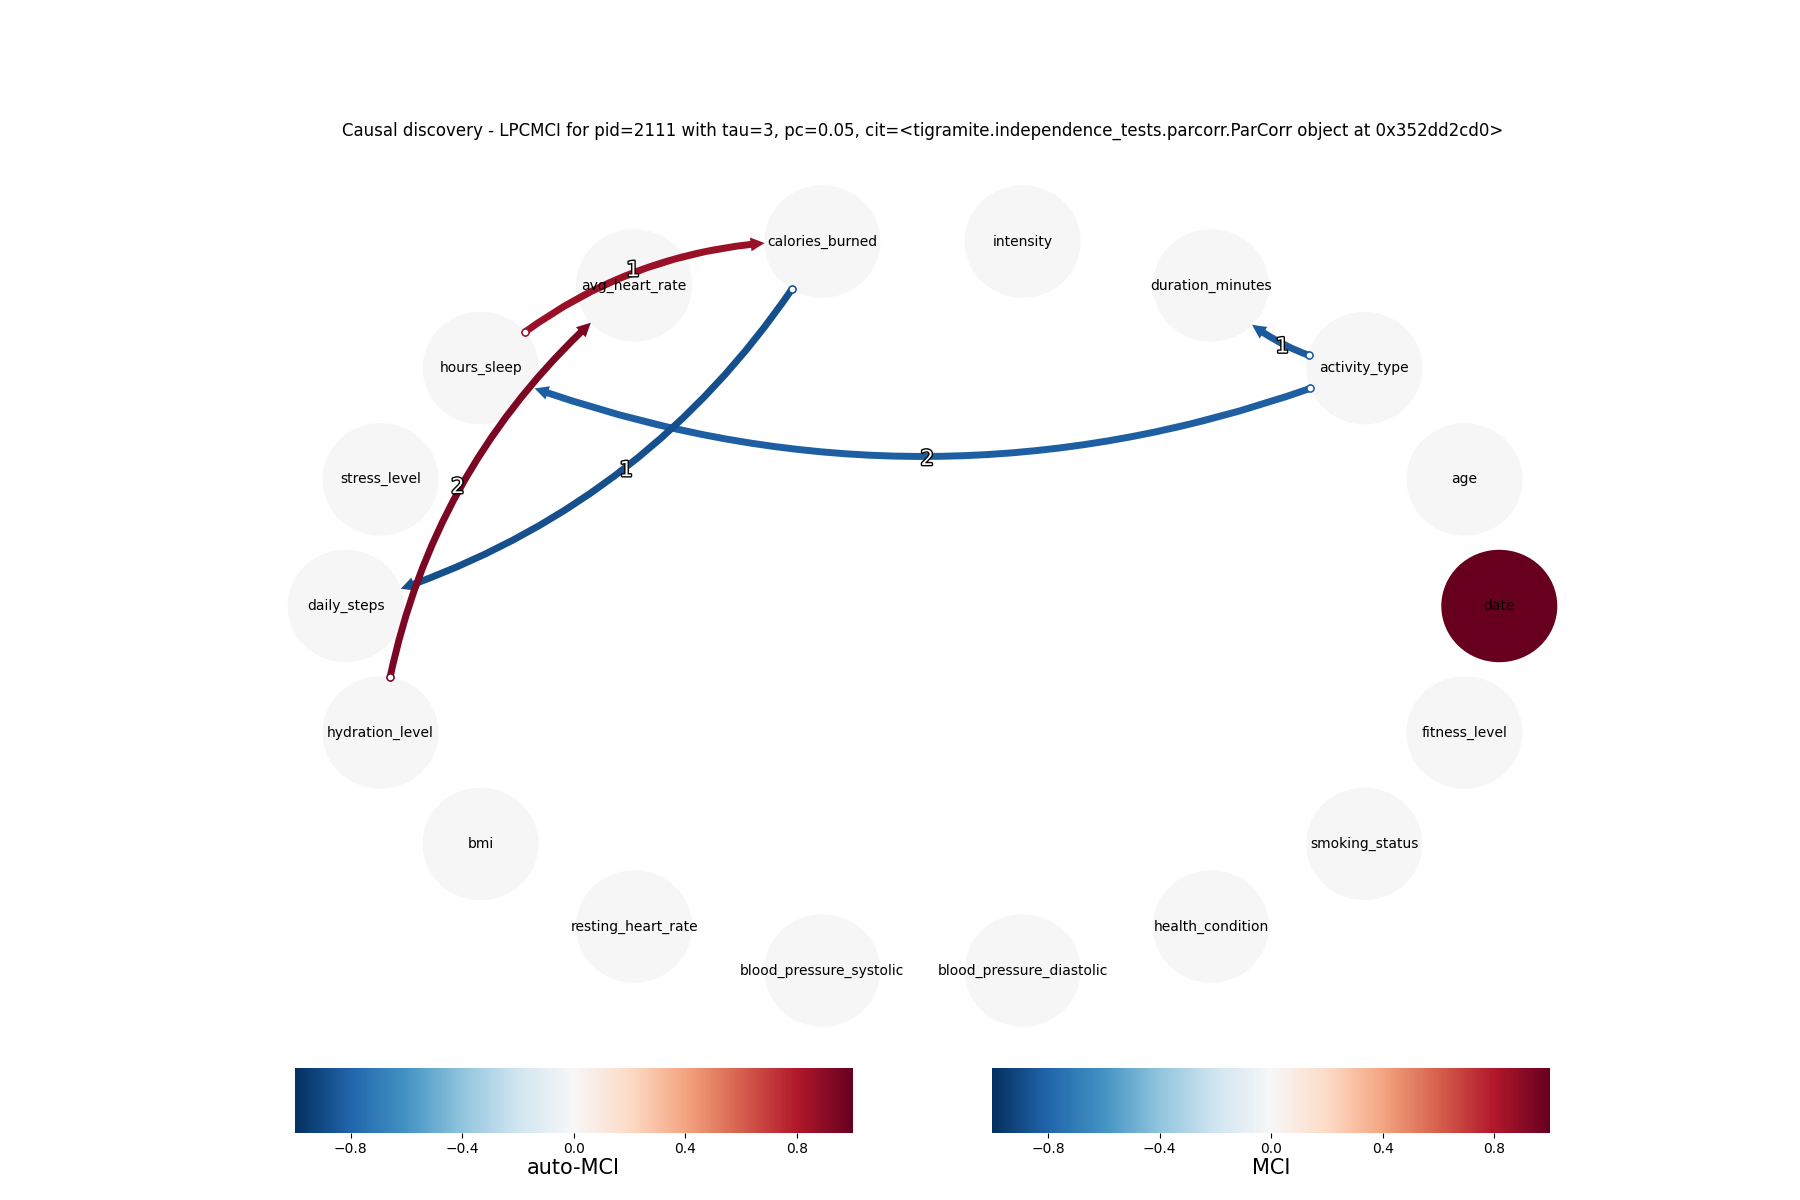 Causal discovery - LPCMCI for pid=2111 with tau=3, pc=0.05, cit=<tigramite.independence_tests.parcorr.ParCorr object at 0x352dd2cd0>
calories_burned
intensity
1
avg_heart_rate
duration_minutes
1
hours_sleep
activity_type
2
1
stress_level
2
age
daily_steps
date
hydration_level
fitness_level
bmi
smoking_status
resting_heart_rate
health_condition
blood_pressure_systolic
blood_pressure_diastolic
−0.8 −0.4 0.0 0.4 0.8
auto-MCI
−0.8 −0.4 0.0 0.4 0.8
MCI